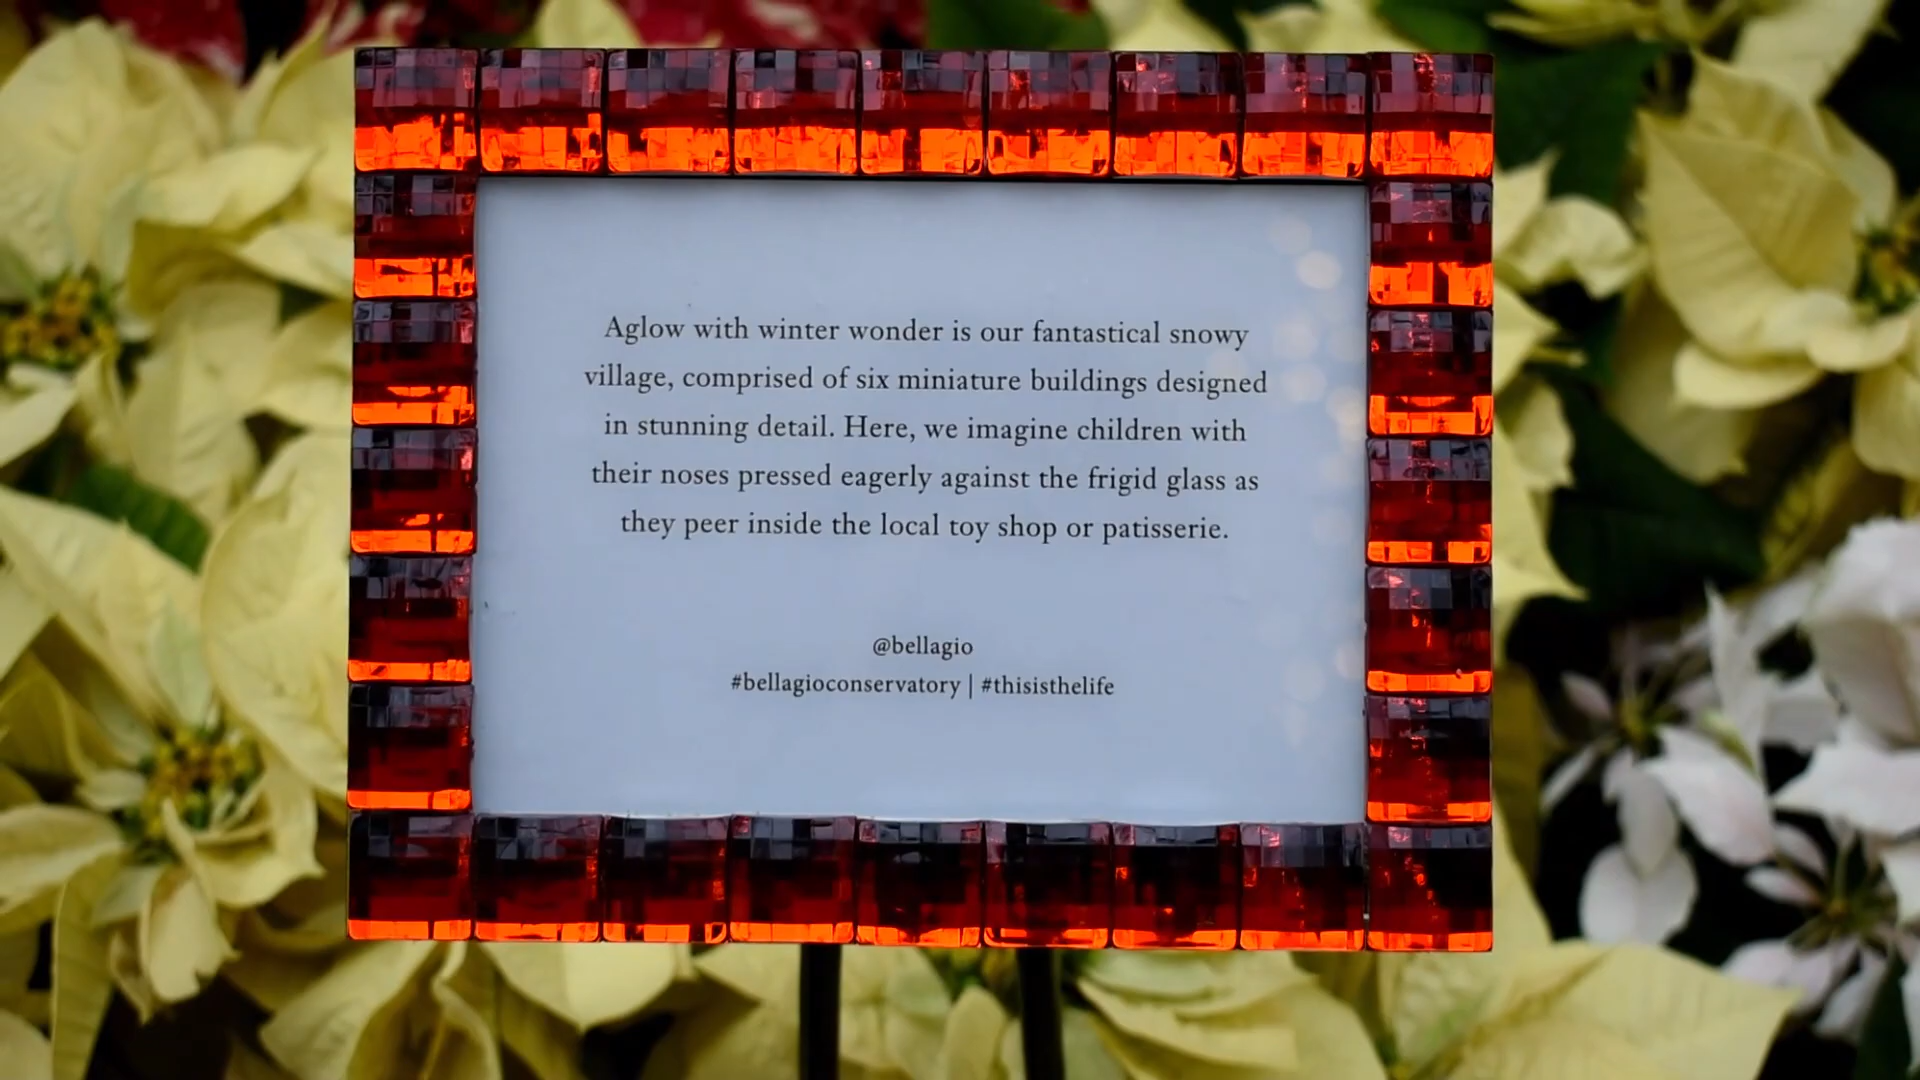 Aglow with winter wonder is our fantastical snowy
village, comprised of six miniature buildings designed
in stunning detail. Here, we imagine children with
their noses pressed eagerly against the frigid glass as
they peer inside the local toy shop or patisserie.
@bellagio
#bellagioconservatory | #thisisthelife